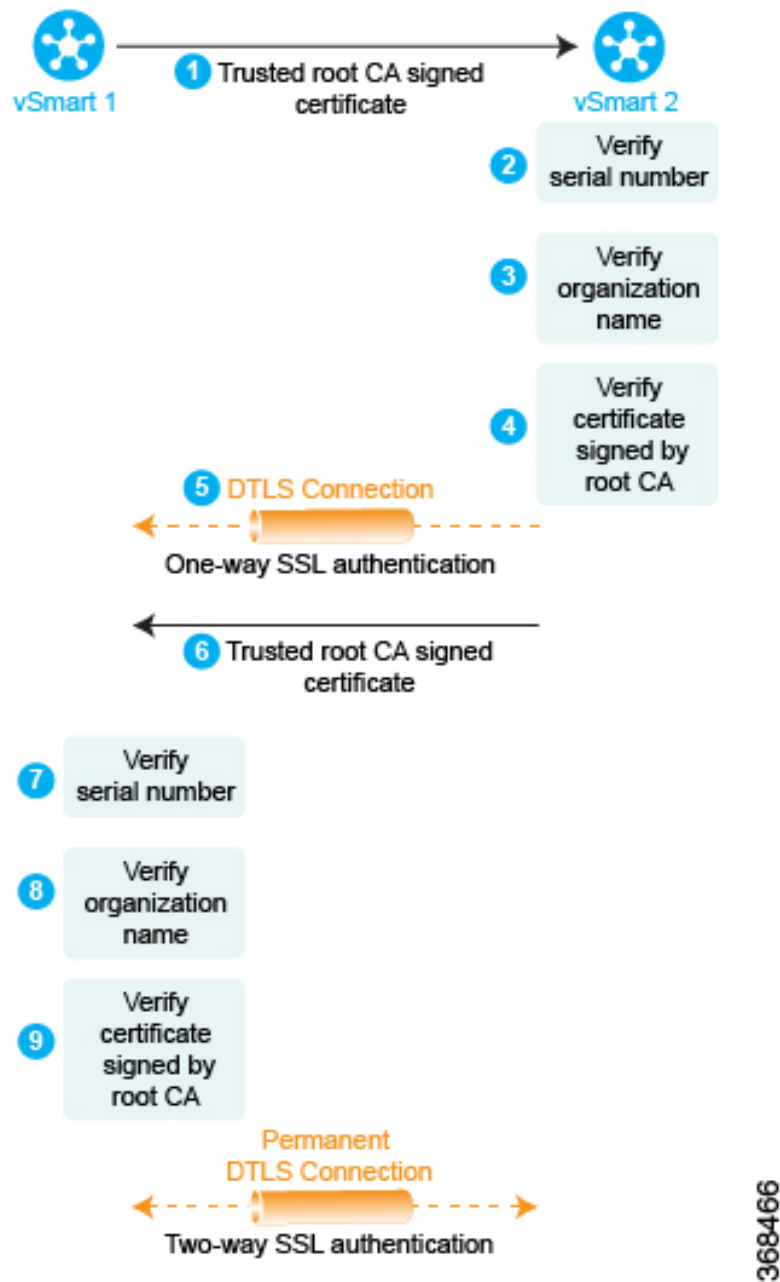 vSmart 1
vSmart 2
1 Trusted root CA signed
certificate
2
Verify
serial number
3
Verify
organization
name
4
Verify
certificate
signed by
root CA
5 DTLS Connection
One-way SSL authentication
6 Trusted root CA signed
certificate
7
Verify
serial number
8
Verify
organization
name
9
Verify
certificate
signed by
root CA
Permanent
DTLS Connection
Two-way SSL authentication
368466